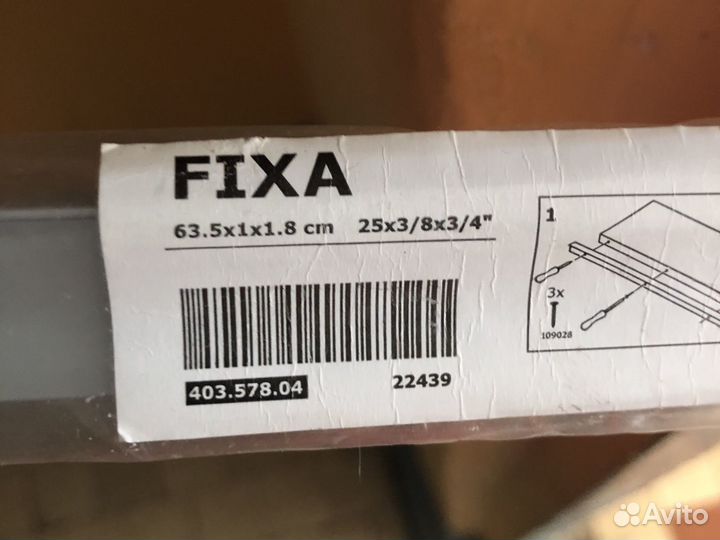 FIXA
63.5x1x1.8 cm 25x3/8x3/4"
403.578.04 22439
1
3x
109028
Avito